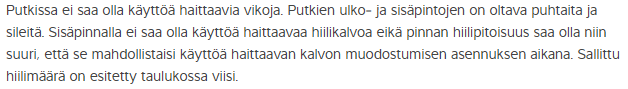 Putkissa ei saa olla käyttöä haittaavia vikoja. Putkien ulko- ja sisäpintojen on oltava puhtaita ja
sileitä. Sisäpinnalla ei saa olla käyttöä haittaavaa hiilikalvoa eikä pinnan hiilipitoisuus saa olla niin
suuri, että se mahdollistaisi käyttöä haittaavan kalvon muodostumisen asennuksen aikana. Sallittu
hiilimäärä on esitetty taulukossa viisi.